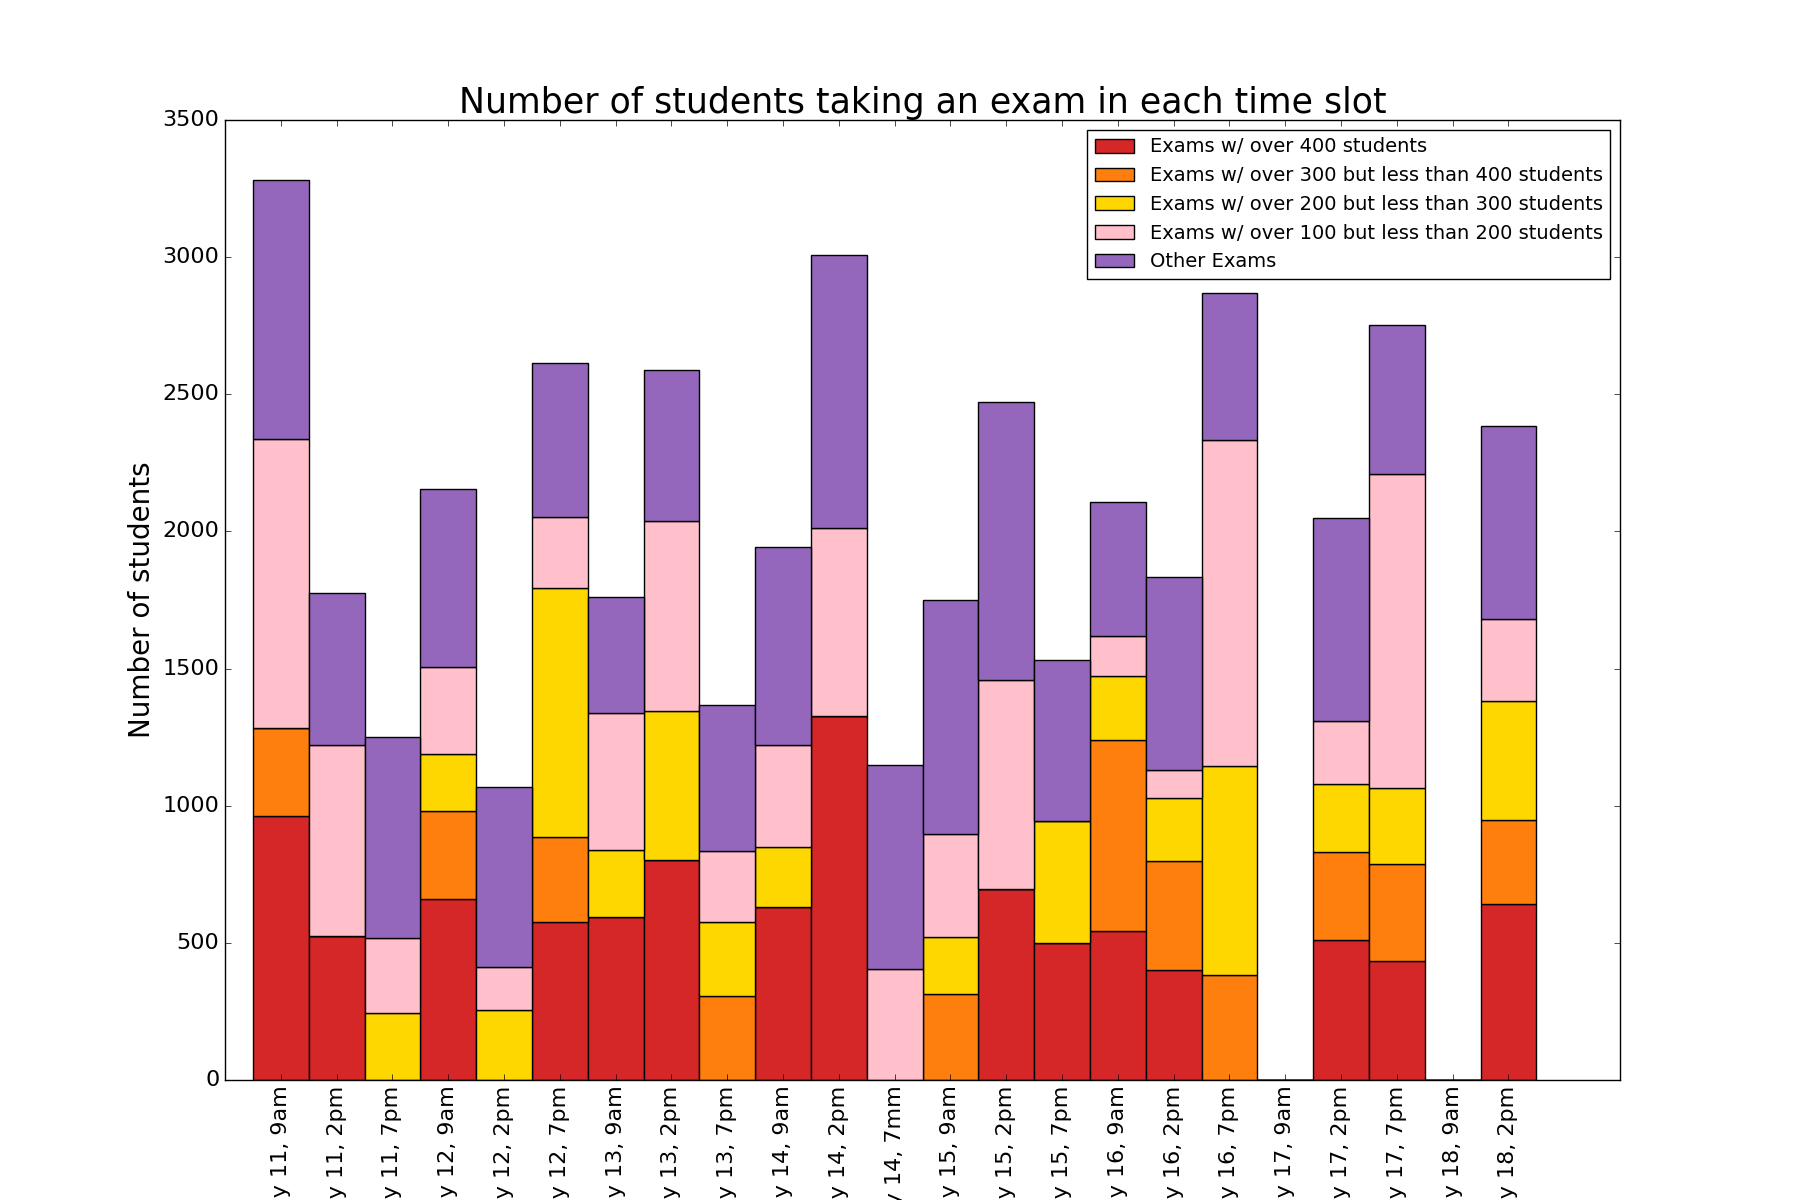 Number of students taking an exam in each time slot
Exams w/ over 400 students
Exams w/ over 300 but less than 400 students
Exams w/ over 200 but less than 300 students
Exams w/ over 100 but less than 200 students
Other Exams
Number of students
3500
3000
2500
2000
1500
1000
500
0
y 11, 9am
y 11, 2pm
y 11, 7pm
y 12, 9am
y 12, 2pm
y 12, 7pm
y 13, 9am
y 13, 2pm
y 13, 7pm
y 14, 9am
y 14, 2pm
y 14, 7mm
y 15, 9am
y 15, 2pm
y 15, 7pm
y 16, 9am
y 16, 2pm
y 16, 7pm
y 17, 9am
y 17, 2pm
y 17, 7pm
y 18, 9am
y 18, 2pm